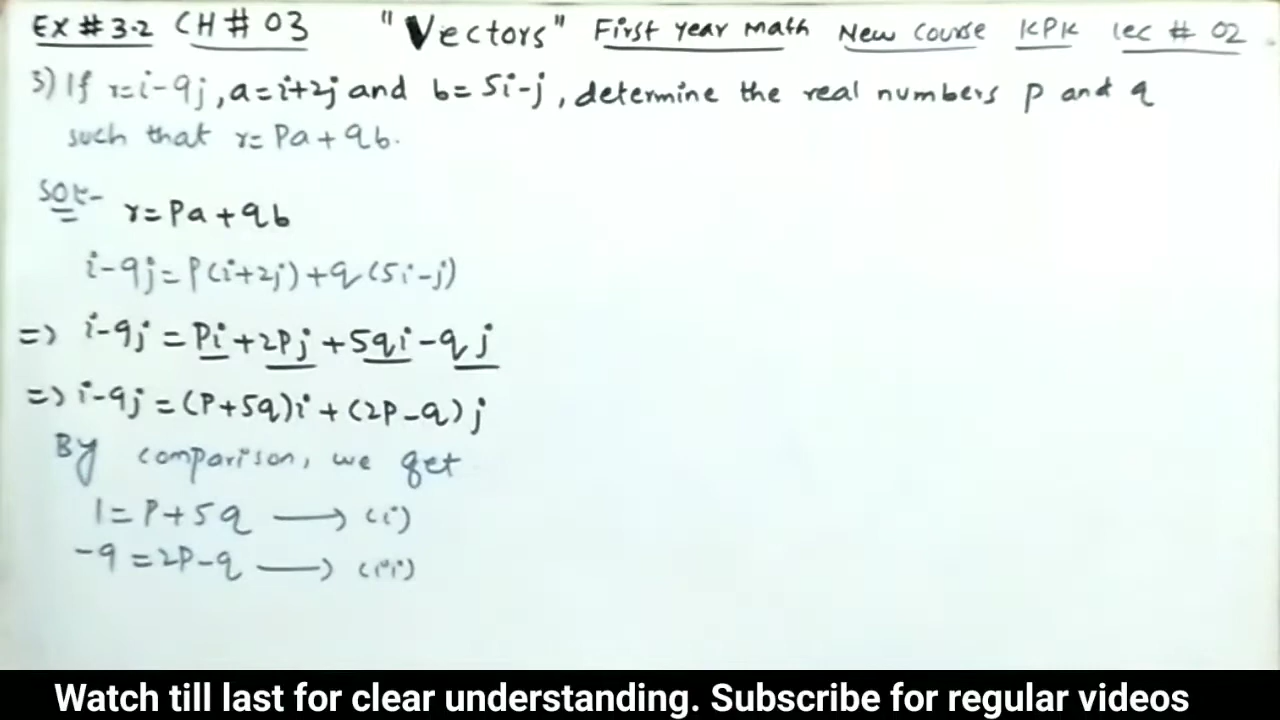 EX # 3.2 CH # 03 "Vectors" First year math New Course KPK lec # 02
3) If r=i-9j, a=i+2j and b=5i-j, determine the real numbers p and q
such that r=Pa+qb.
Sol:-
r=Pa+qb
i-9j=P(i+2j)+q(5i-j)
=> i-9j=Pi+2Pj+5qi-qj
=> i-9j=(P+5q)i+(2P-q)j
By comparison, we get
1=P+5q → (i)
-9=2P-q → (ii)
Watch till last for clear understanding. Subscribe for regular videos